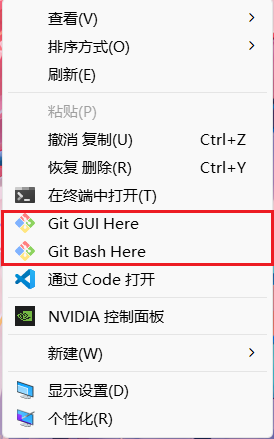 查看(V)
排序方式(O)
刷新(E)
粘贴(P)
撤消 复制(U) Ctrl+Z
恢复 删除(R) Ctrl+Y
在终端中打开(T)
Git GUI Here
Git Bash Here
通过 Code 打开
NVIDIA 控制面板
新建(W)
显示设置(D)
个性化(R)